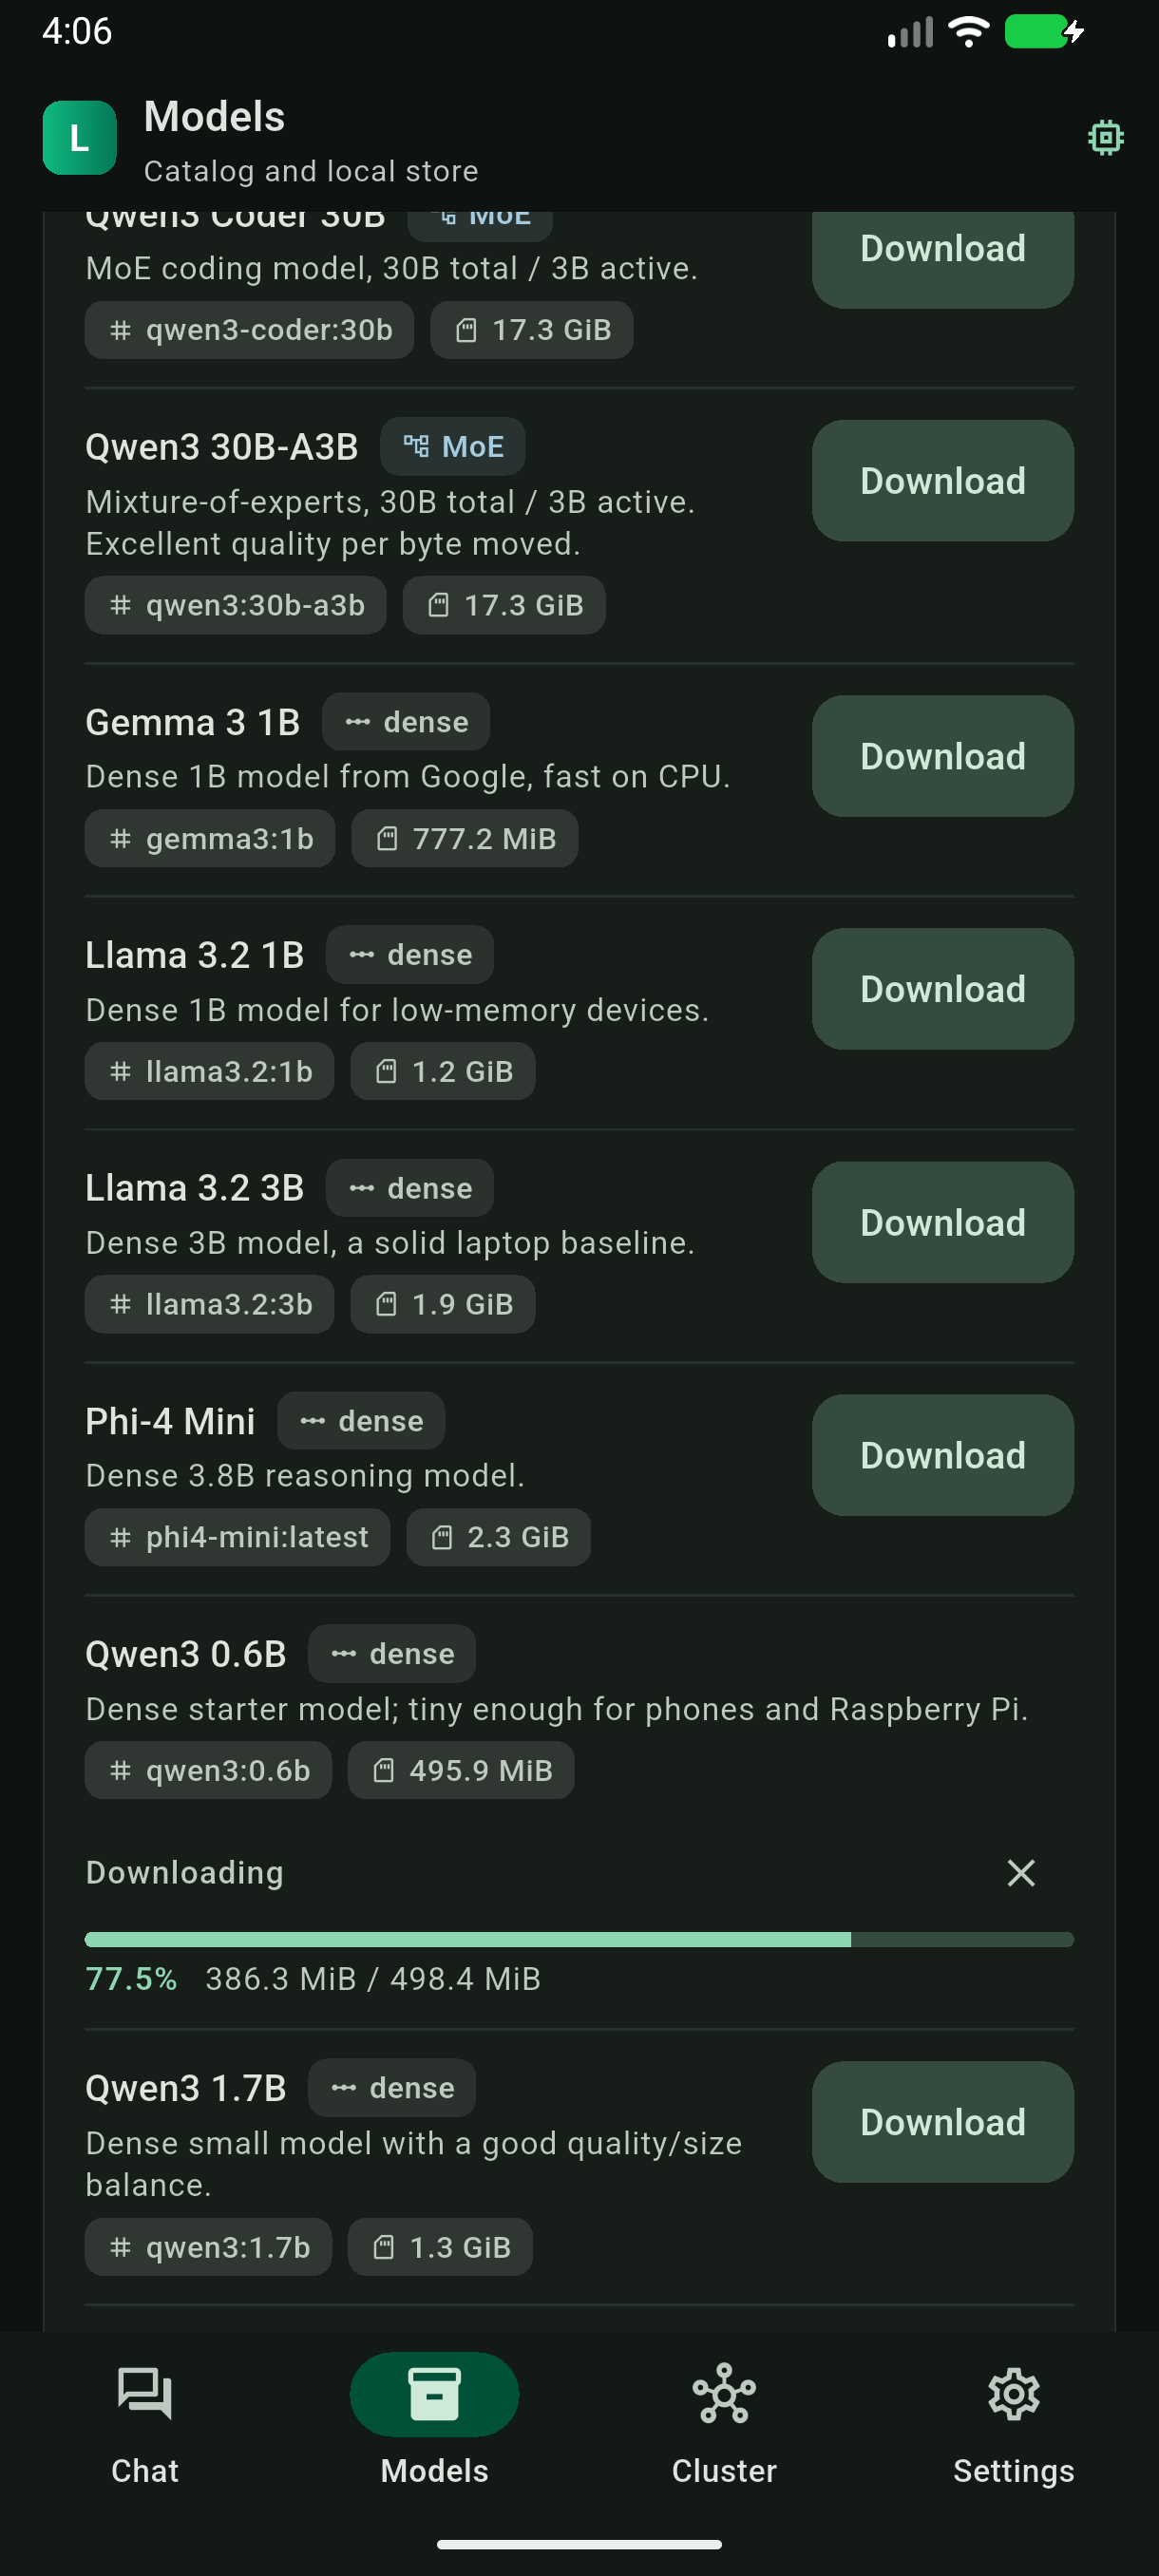 4:06
L
Models
Catalog and local store
Qwen3 Coder 30B
MoE
Download
MoE coding model, 30B total / 3B active.
qwen3-coder:30b
17.3 GiB
Qwen3 30B-A3B
MoE
Download
Mixture-of-experts, 30B total / 3B active.
Excellent quality per byte moved.
qwen3:30b-a3b
17.3 GiB
Gemma 3 1B
dense
Download
Dense 1B model from Google, fast on CPU.
gemma3:1b
777.2 MiB
Llama 3.2 1B
dense
Download
Dense 1B model for low-memory devices.
llama3.2:1b
1.2 GiB
Llama 3.2 3B
dense
Download
Dense 3B model, a solid laptop baseline.
llama3.2:3b
1.9 GiB
Phi-4 Mini
dense
Download
Dense 3.8B reasoning model.
phi4-mini:latest
2.3 GiB
Qwen3 0.6B
dense
Dense starter model; tiny enough for phones and Raspberry Pi.
qwen3:0.6b
495.9 MiB
Downloading
77.5% 386.3 MiB / 498.4 MiB
Qwen3 1.7B
dense
Download
Dense small model with a good quality/size
balance.
qwen3:1.7b
1.3 GiB
Chat
Models
Cluster
Settings